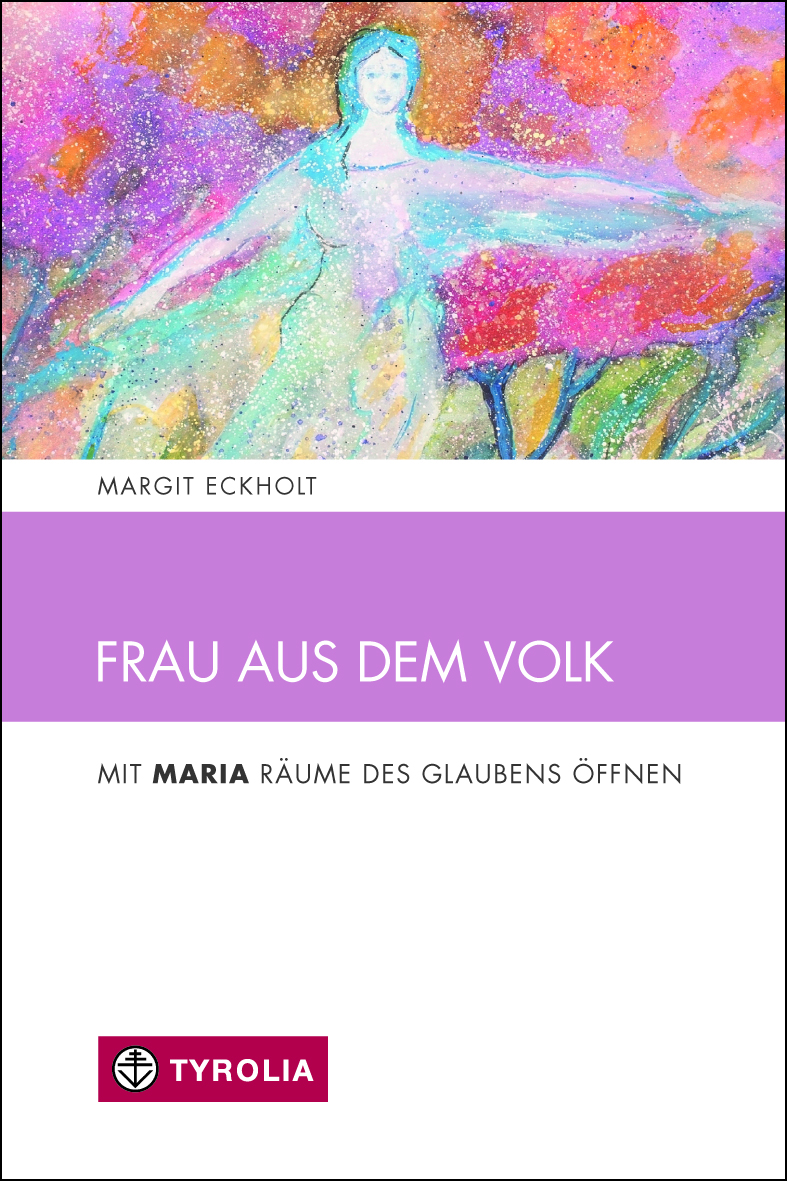 MARGIT ECKHOLT
FRAU AUS DEM VOLK
MIT MARIA RÄUME DES GLAUBENS ÖFFNEN
TYROLIA